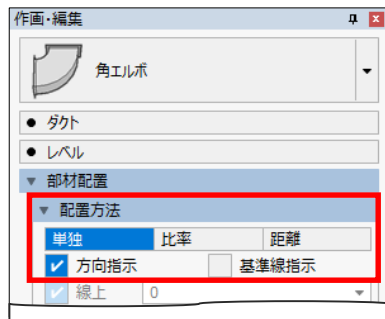 作画・編集
角エルボ
● ダクト
● レベル
▼ 部材配置
▼ 配置方法
単独 比率 距離
方向指示 基準線指示
線上 0